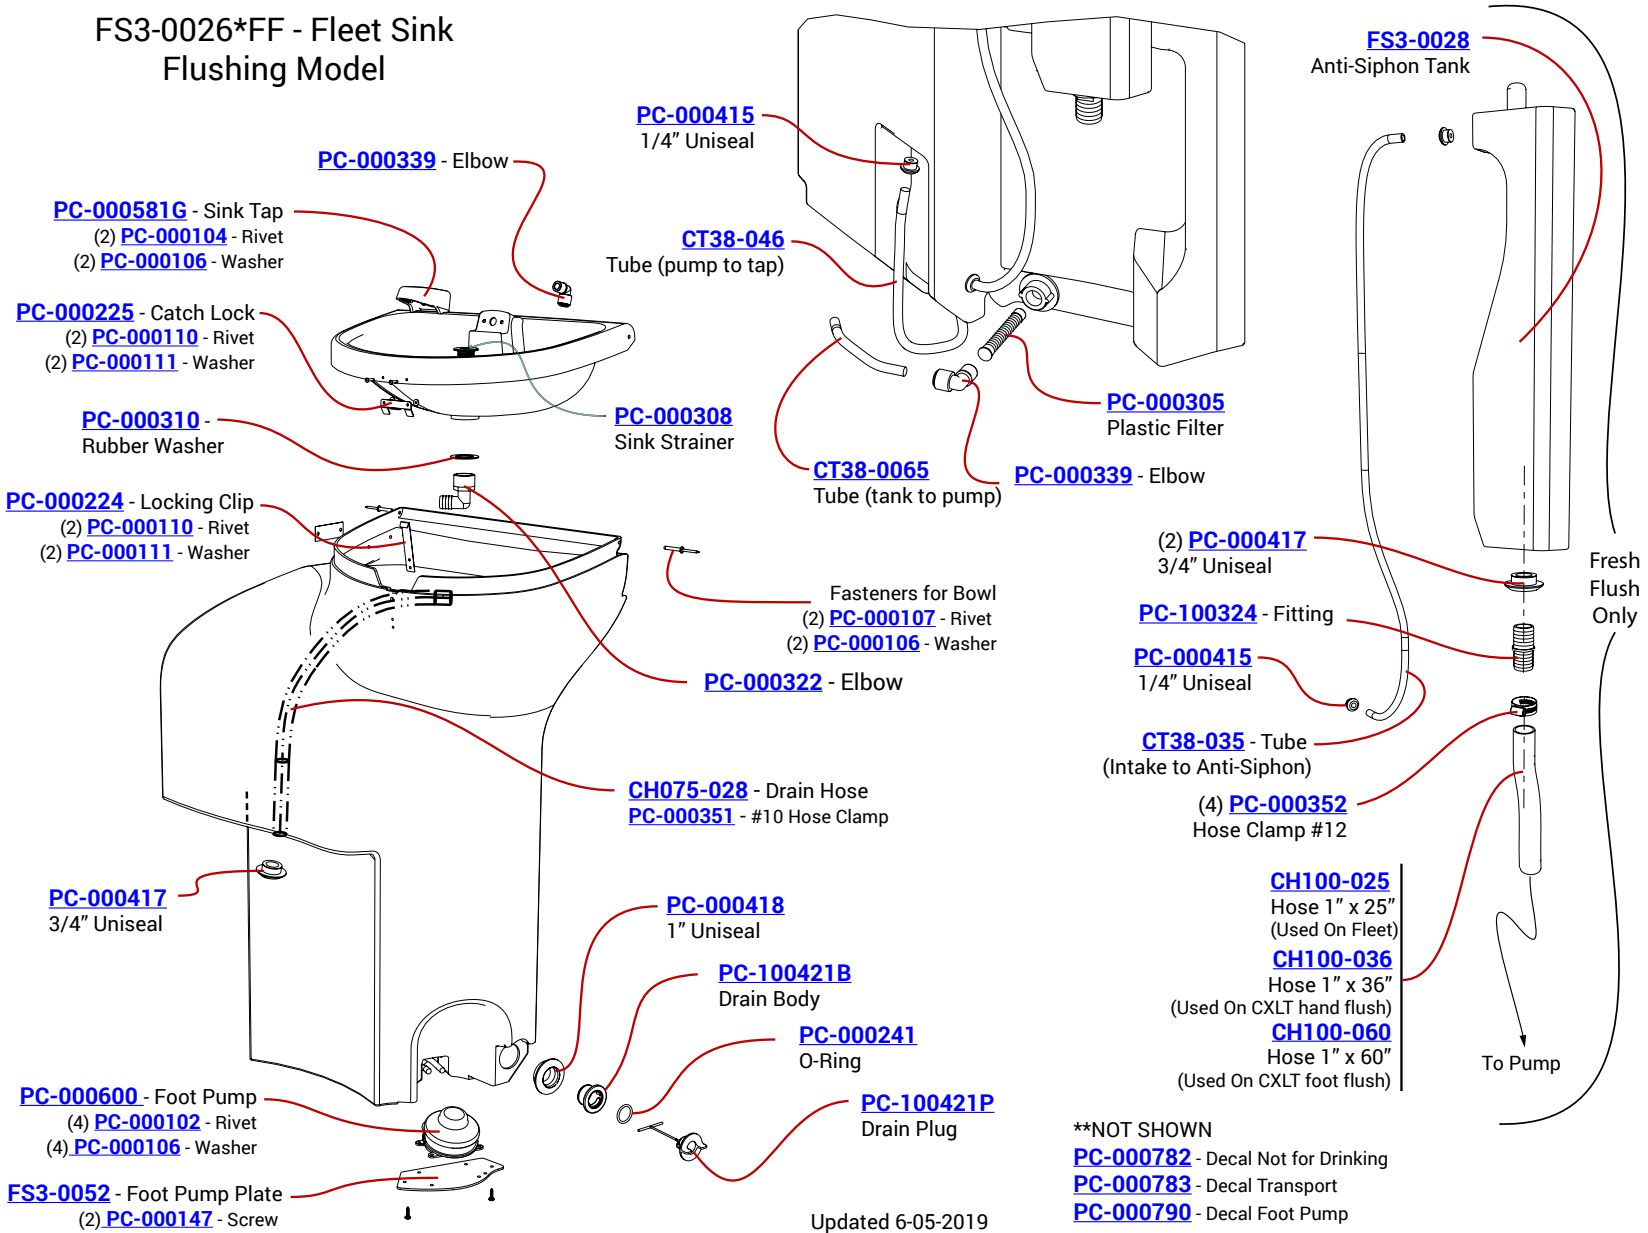 FS3-0026*FF - Fleet Sink
Flushing Model
PC-000339 - Elbow
PC-000581G - Sink Tap
(2) PC-000104 - Rivet
(2) PC-000106 - Washer
PC-000225 - Catch Lock
(2) PC-000110 - Rivet
(2) PC-000111 - Washer
PC-000310 -
Rubber Washer
PC-000224 - Locking Clip
(2) PC-000110 - Rivet
(2) PC-000111 - Washer
PC-000415
1/4” Uniseal
CT38-046
Tube (pump to tap)
PC-000308
Sink Strainer
CT38-0065
Tube (tank to pump)
PC-000305
Plastic Filter
PC-000339 - Elbow
Fasteners for Bowl
(2) PC-000107 - Rivet
(2) PC-000106 - Washer
PC-000322 - Elbow
CH075-028 - Drain Hose
PC-000351 - #10 Hose Clamp
PC-000417
3/4” Uniseal
PC-000418
1” Uniseal
PC-100421B
Drain Body
PC-000241
O-Ring
PC-100421P
Drain Plug
PC-000600 - Foot Pump
(4) PC-000102 - Rivet
(4) PC-000106 - Washer
FS3-0052 - Foot Pump Plate
(2) PC-000147 - Screw
FS3-0028
Anti-Siphon Tank
(2) PC-000417
3/4” Uniseal
PC-100324 - Fitting
PC-000415
1/4” Uniseal
CT38-035 - Tube
(Intake to Anti-Siphon)
(4) PC-000352
Hose Clamp #12
CH100-025
Hose 1” x 25”
(Used On Fleet)
CH100-036
Hose 1” x 36”
(Used On CXLT hand flush)
CH100-060
Hose 1” x 60”
(Used On CXLT foot flush)
To Pump
Fresh
Flush
Only
**NOT SHOWN
PC-000782 - Decal Not for Drinking
PC-000783 - Decal Transport
PC-000790 - Decal Foot Pump
Updated 6-05-2019